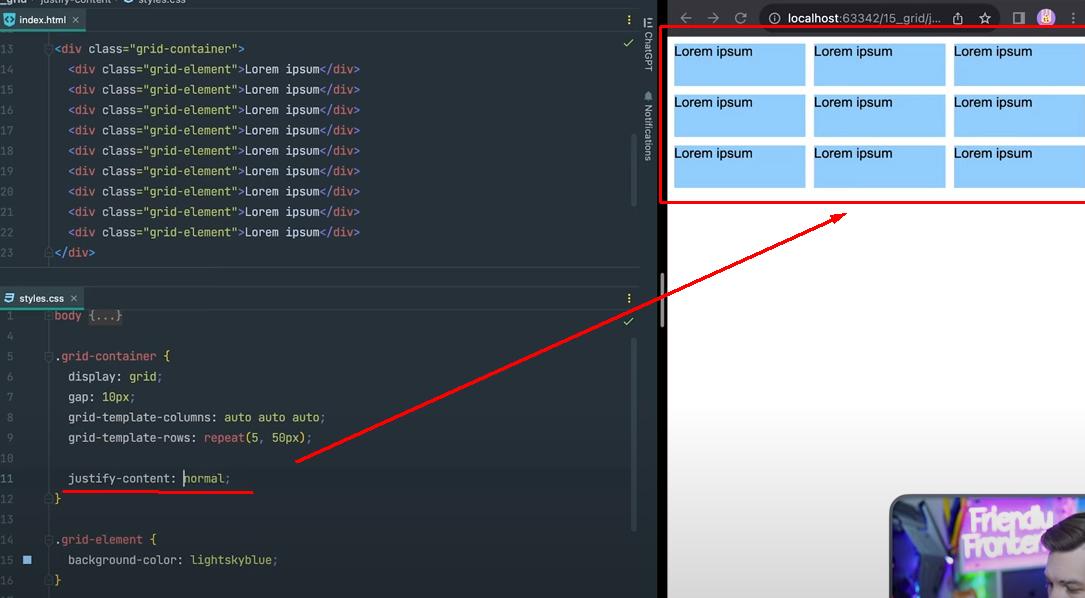 _grid
justify-content
styles.css
index.html
13 <div class="grid-container">
14 <div class="grid-element">Lorem ipsum</div>
15 <div class="grid-element">Lorem ipsum</div>
16 <div class="grid-element">Lorem ipsum</div>
17 <div class="grid-element">Lorem ipsum</div>
18 <div class="grid-element">Lorem ipsum</div>
19 <div class="grid-element">Lorem ipsum</div>
20 <div class="grid-element">Lorem ipsum</div>
21 <div class="grid-element">Lorem ipsum</div>
22 <div class="grid-element">Lorem ipsum</div>
23 </div>
styles.css
1 body {...}
4
5 .grid-container {
6 display: grid;
7 gap: 10px;
8 grid-template-columns: auto auto auto;
9 grid-template-rows: repeat(5, 50px);
10
11 justify-content: normal;
12 }
13
14 .grid-element {
15 background-color: lightskyblue;
16 }
ChatGPT
Notifications
localhost:63342/15_grid/j...
Lorem ipsum Lorem ipsum Lorem ipsum
Lorem ipsum Lorem ipsum Lorem ipsum
Lorem ipsum Lorem ipsum Lorem ipsum
Friendly